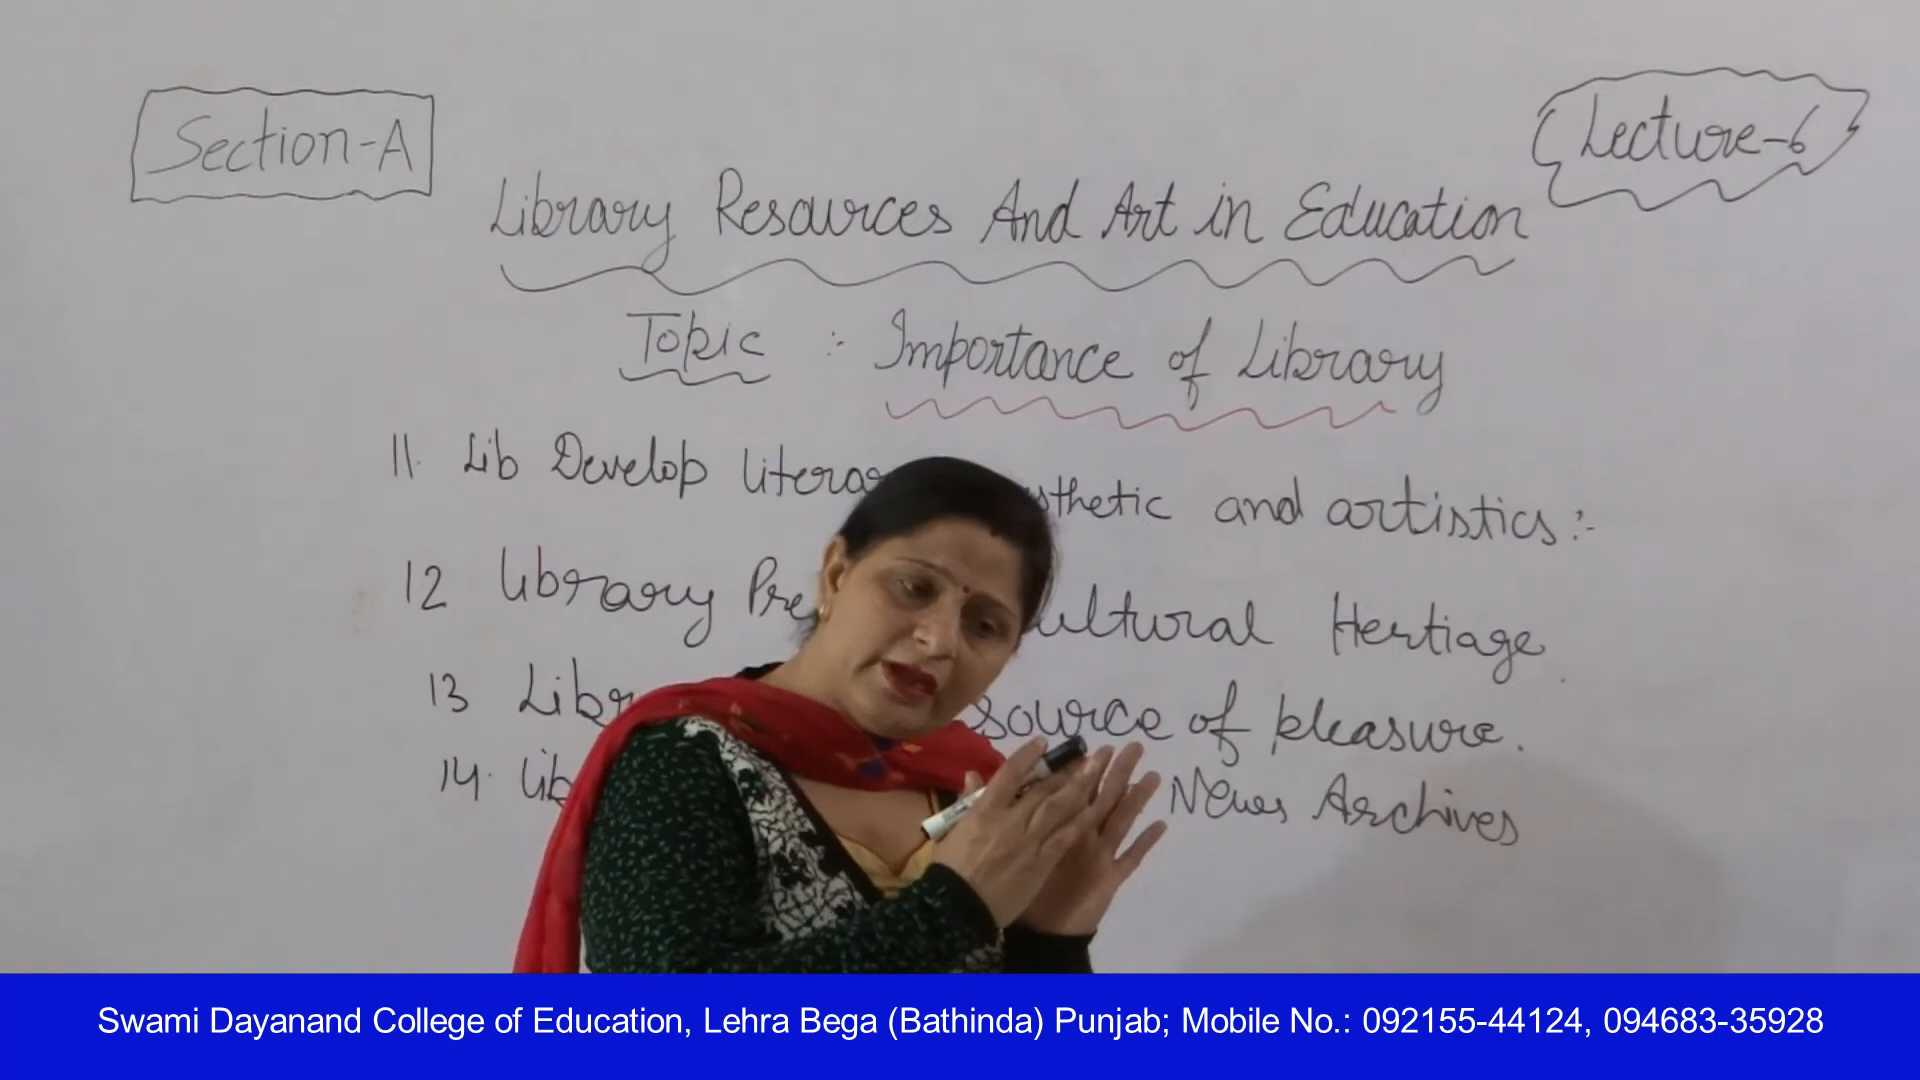 Section-A
Lecture-6
Library Resources And Art in Education
Topic :- Importance of Library
11. Lib Develop and artistics :-
12 Library Hertiage.
13 source of pleasure.
14. News Archives
Swami Dayanand College of Education, Lehra Bega (Bathinda) Punjab; Mobile No.: 092155-44124, 094683-35928